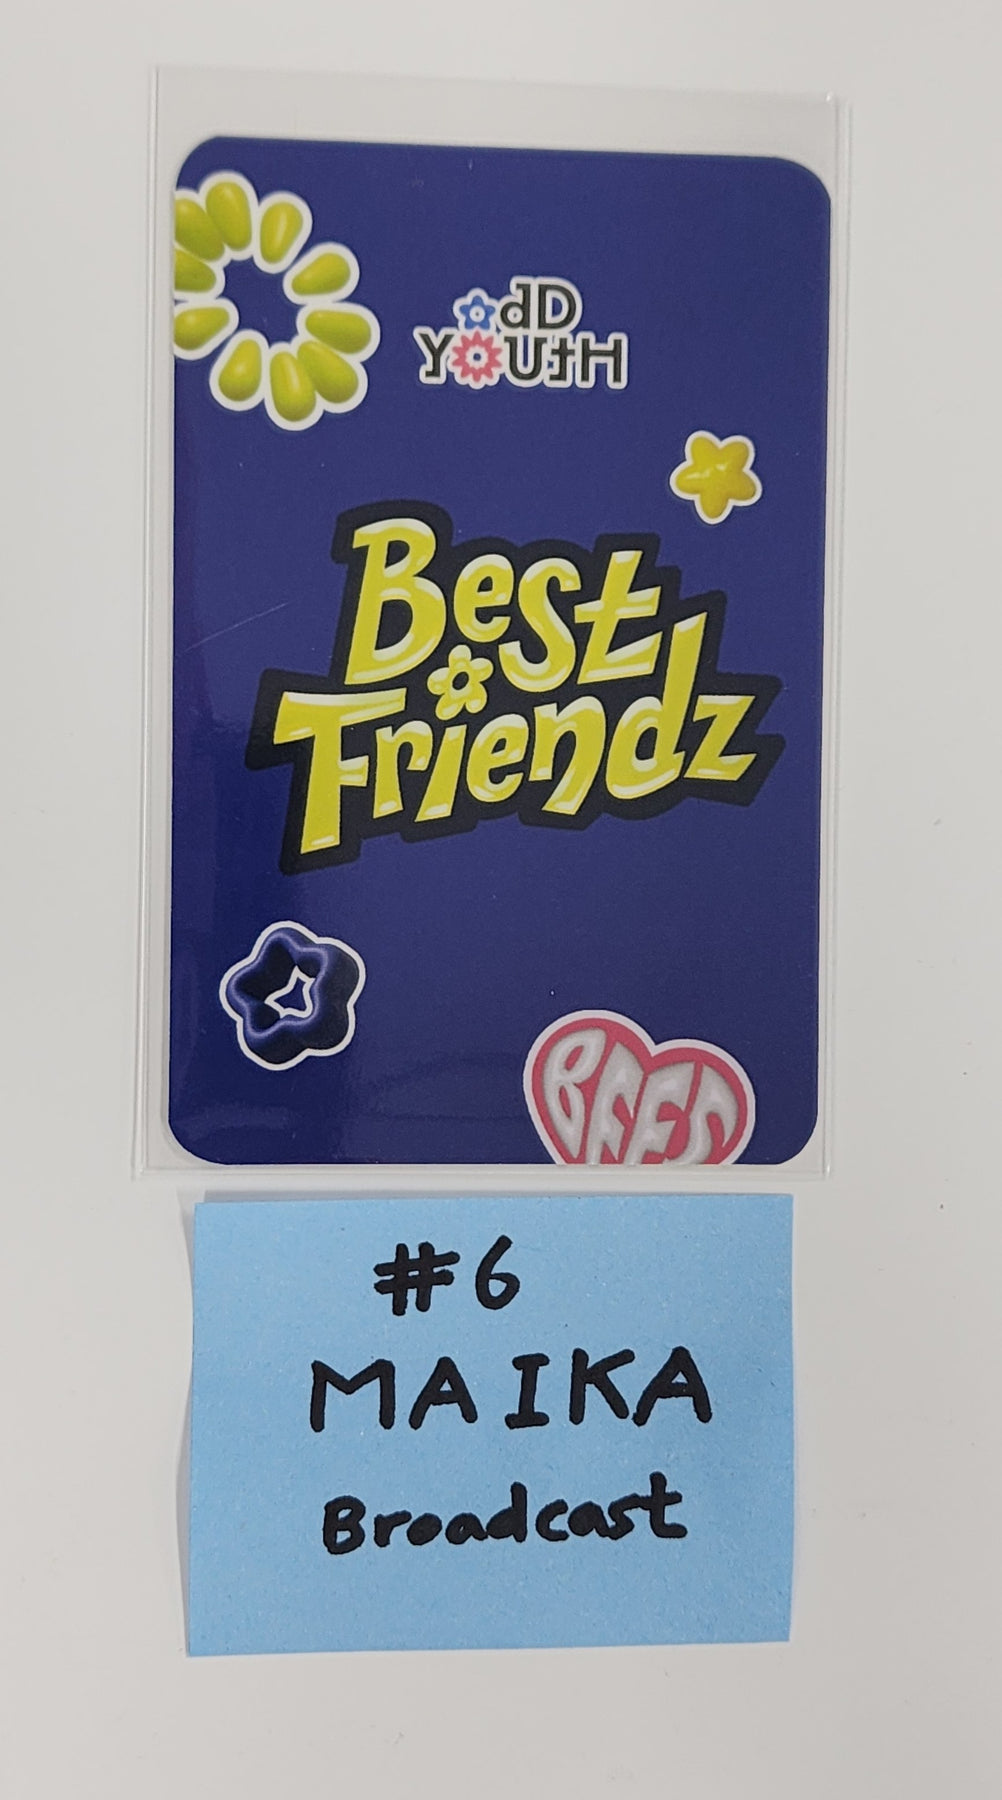 odD
YOUtH
Best
Friendz
BFFS
#6
MAIKA
Broadcast